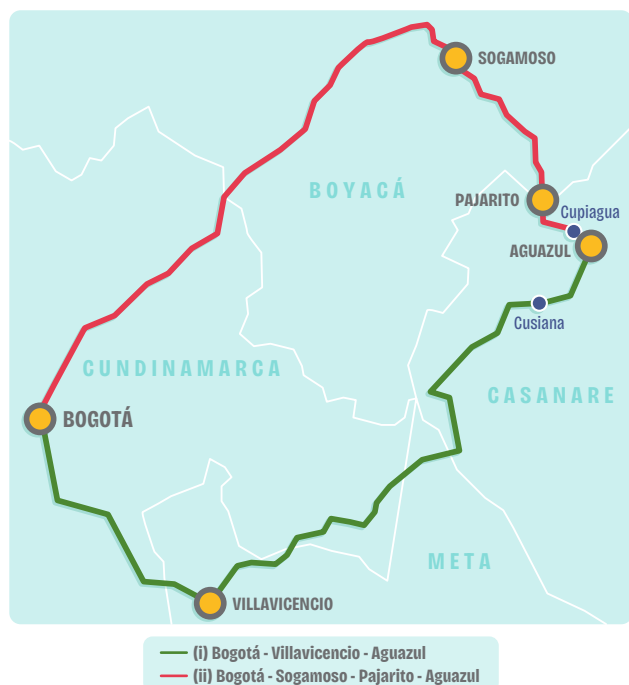 SOGAMOSO
BOYACÁ
PAJARITO
Cupiagua
AGUAZUL
Cusiana
CUNDINAMARCA
CASANARE
BOGOTÁ
META
VILLAVICENCIO
(i) Bogotá - Villavicencio - Aguazul
(ii) Bogotá - Sogamoso - Pajarito - Aguazul